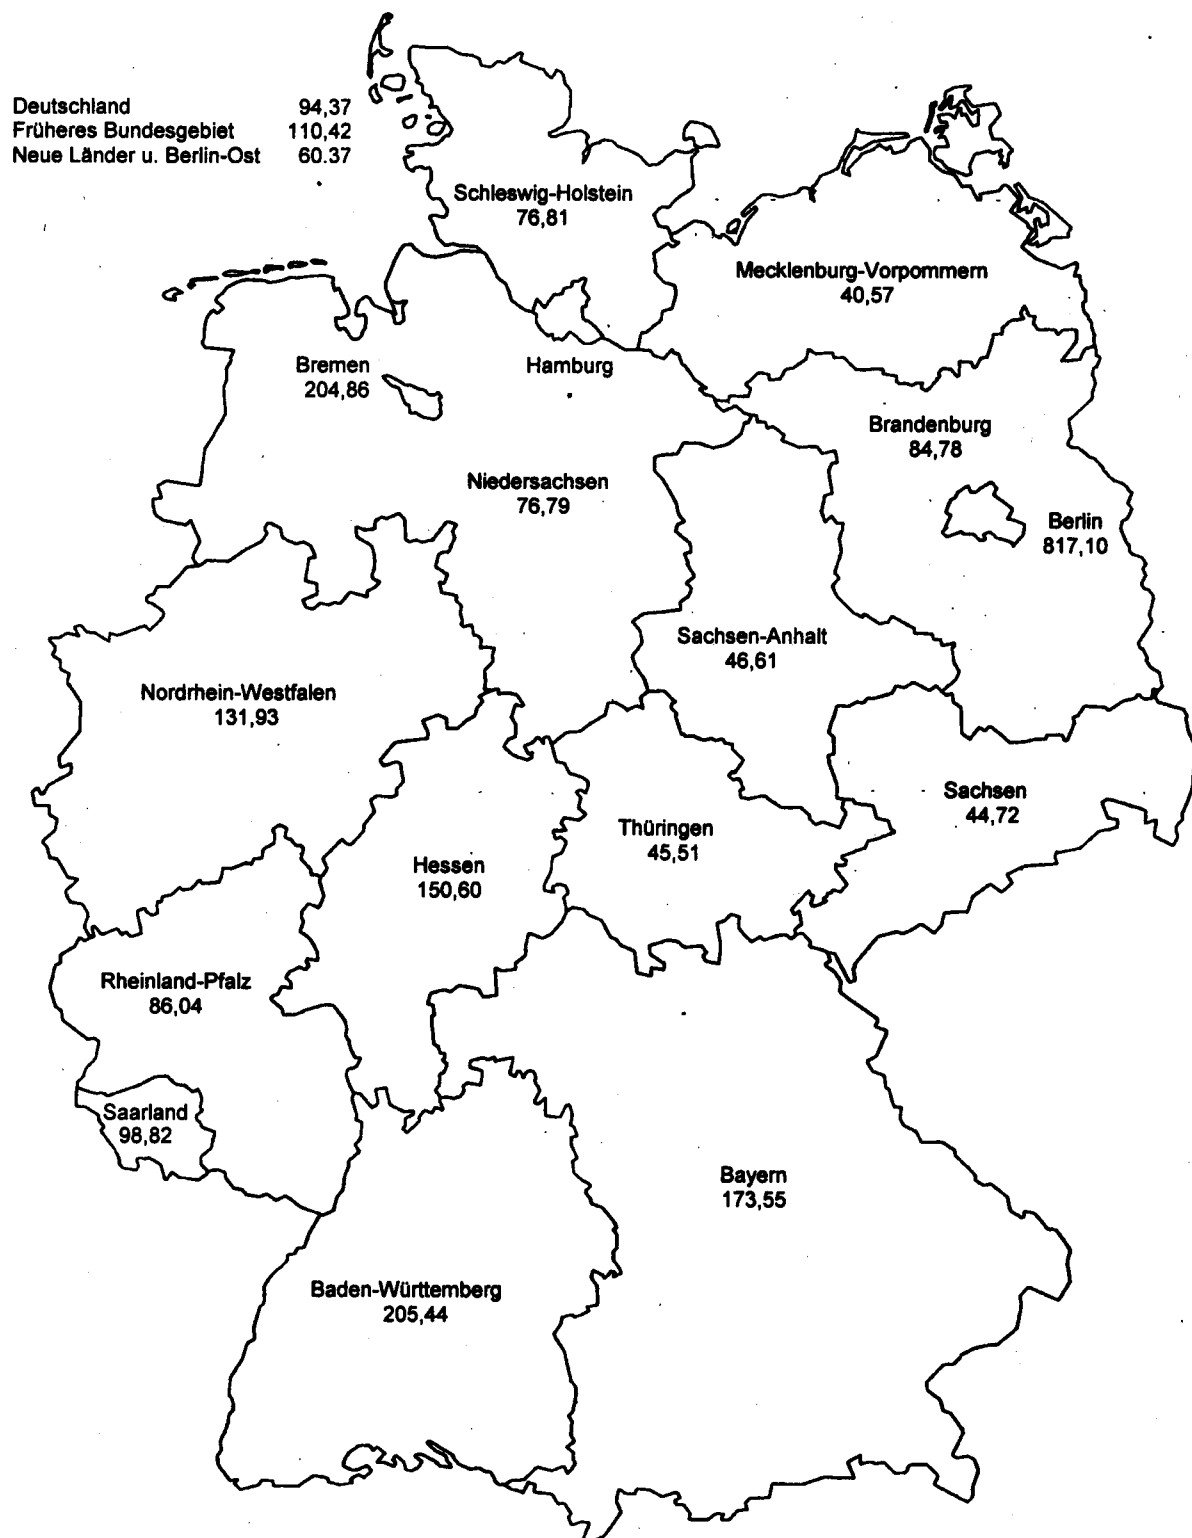 Deutschland 94,37
Früheres Bundesgebiet 110,42
Neue Länder u. Berlin-Ost 60.37
Schleswig-Holstein
76,81
Mecklenburg-Vorpommern
40,57
Bremen
204,86
Hamburg
Brandenburg
84,78
Niedersachsen
76,79
Berlin
817,10
Sachsen-Anhalt
46,61
Nordrhein-Westfalen
131,93
Sachsen
44,72
Thüringen
45,51
Hessen
150,60
Rheinland-Pfalz
86,04
Saarland
98,82
Bayern
173,55
Baden-Württemberg
205,44